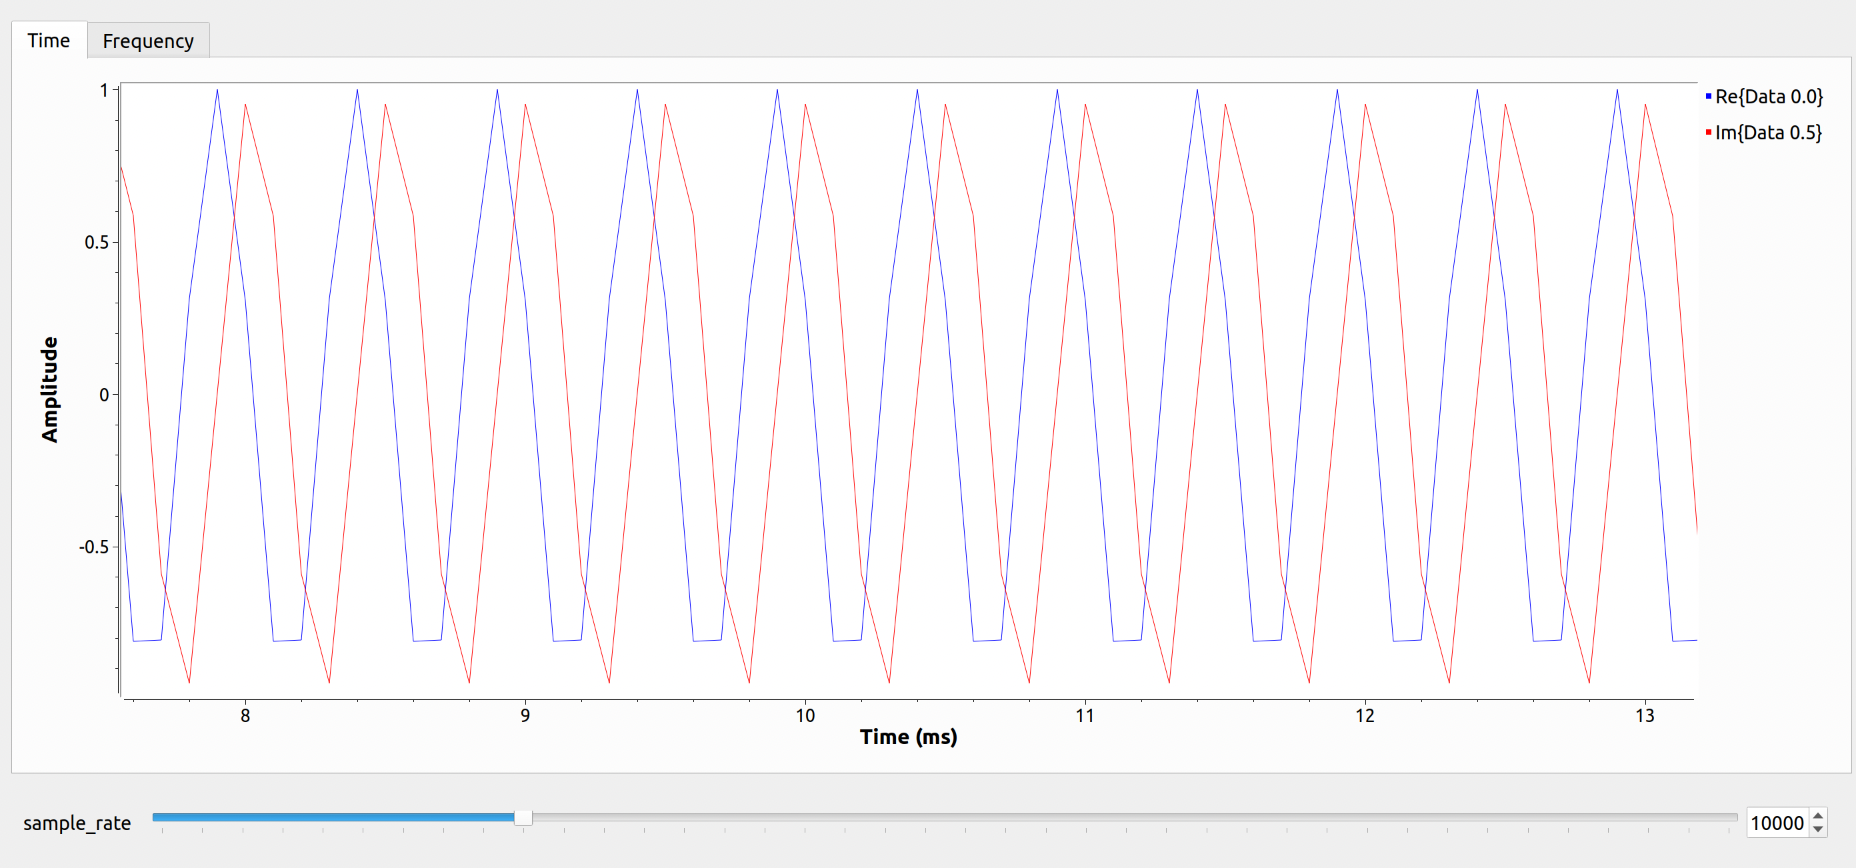 Time Frequency
Re{Data 0.0}
Im{Data 0.5}
1
0.5
0
-0.5
Amplitude
8 9 10 11 12 13
Time (ms)
sample_rate 10000